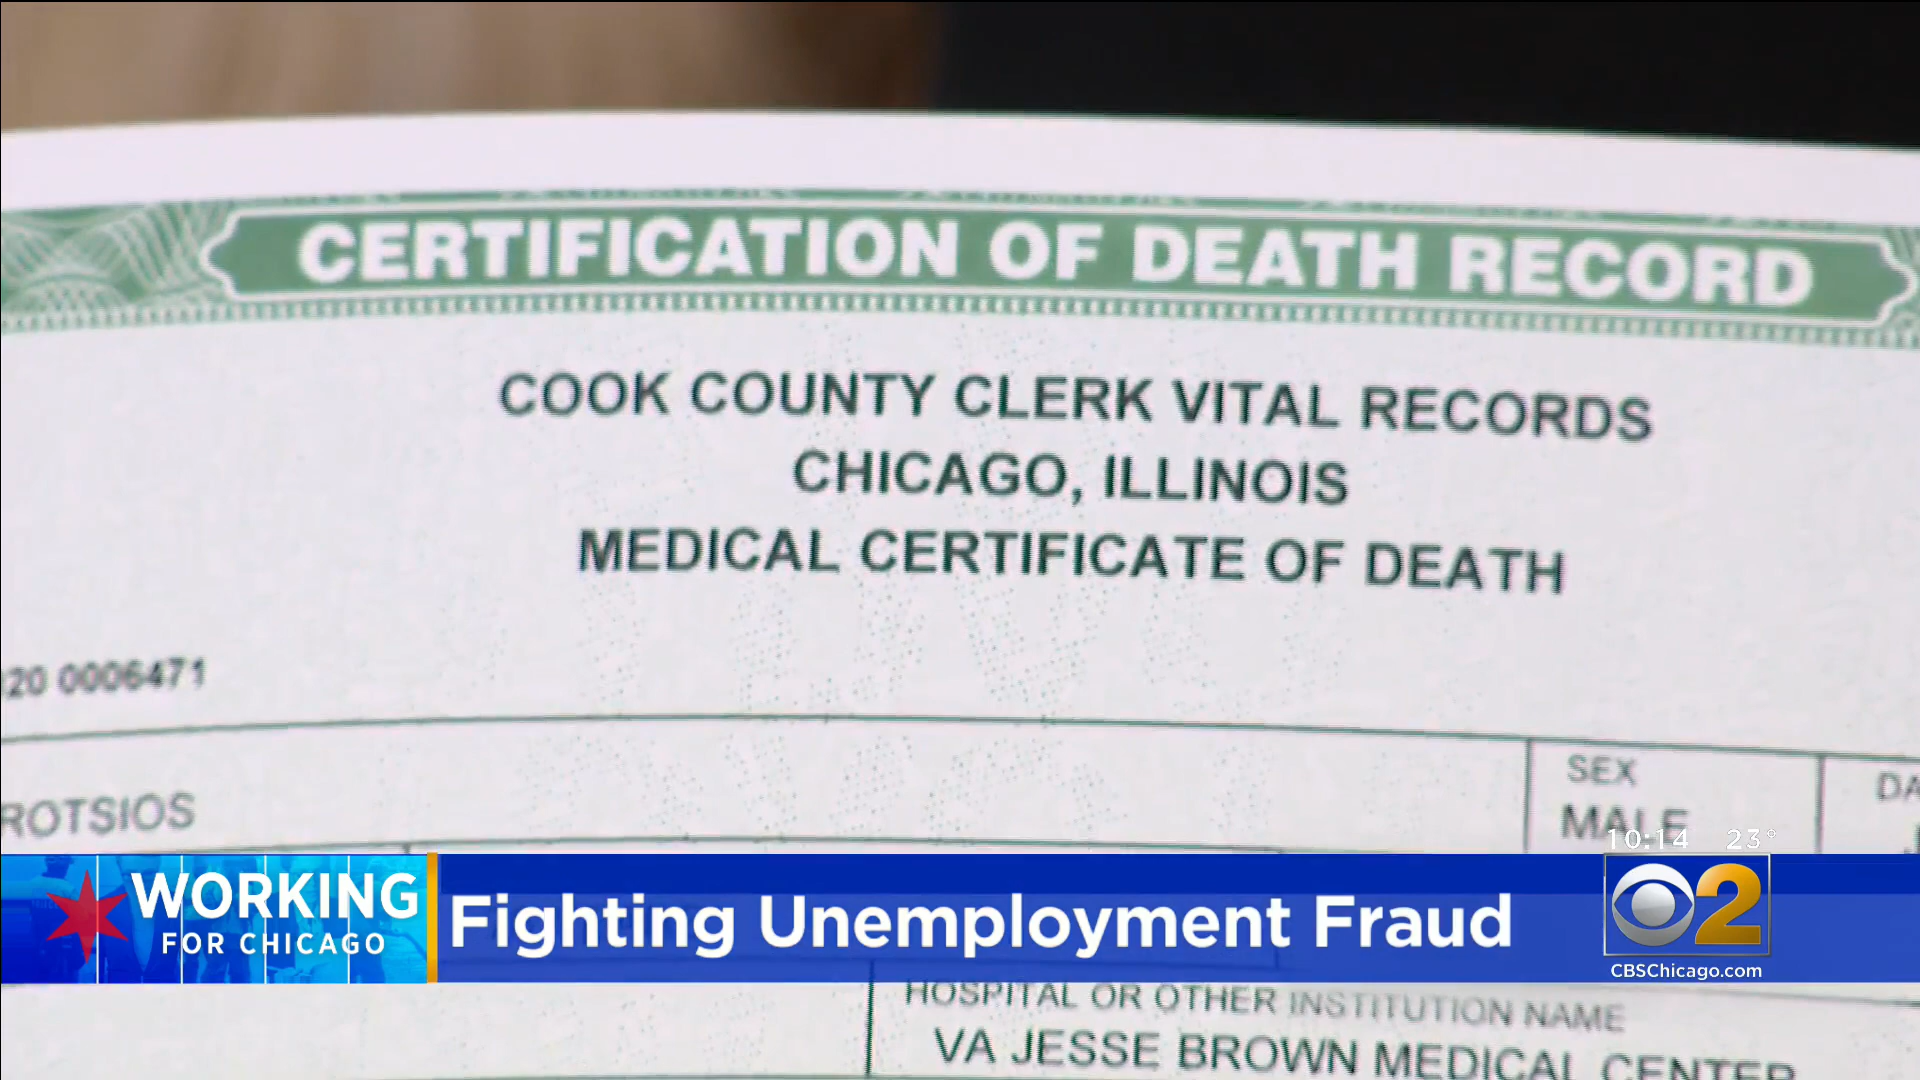 CERTIFICATION OF DEATH RECORD
COOK COUNTY CLERK VITAL RECORDS
CHICAGO, ILLINOIS
MEDICAL CERTIFICATE OF DEATH
20 0006471
SEX
MALE
DA
ROTSIOS
10:14 23°
WORKING
FOR CHICAGO
Fighting Unemployment Fraud
2
CBSChicago.com
HOSPITAL OR OTHER INSTITUTION NAME
VA JESSE BROWN MEDICAL CENTER